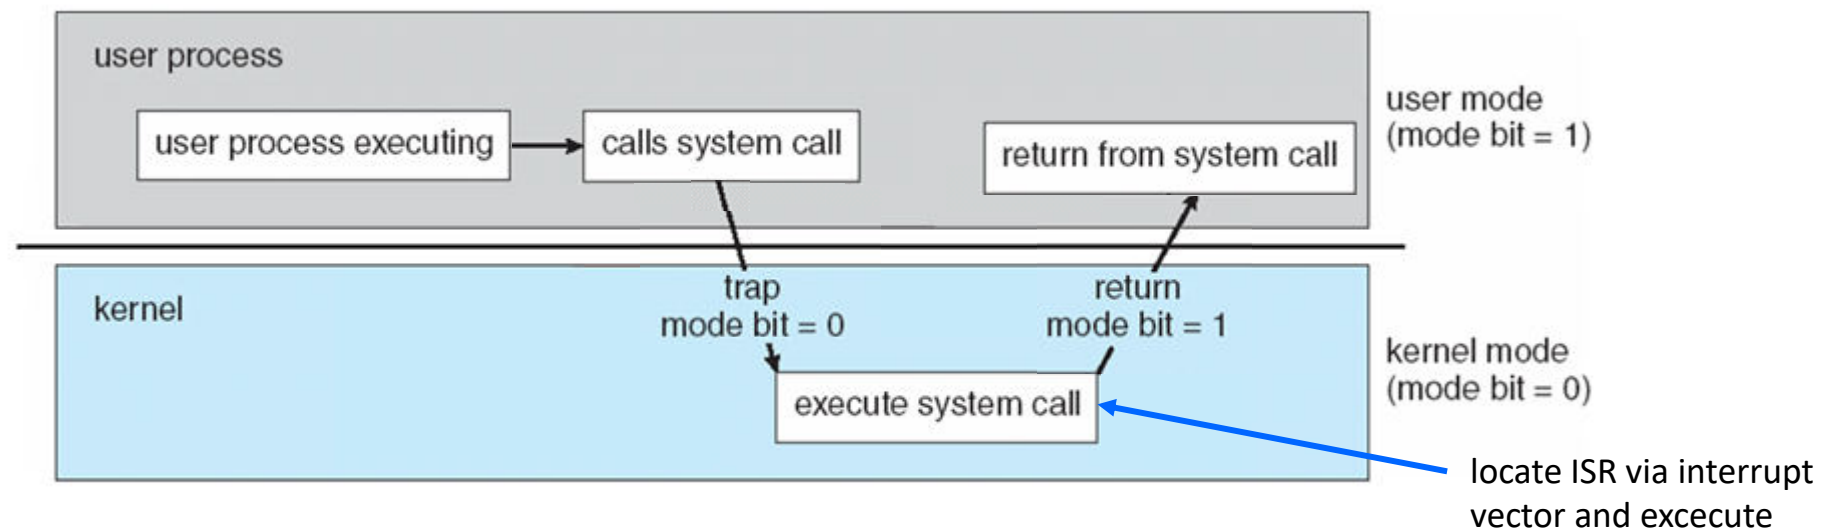 user process
user process executing
calls system call
return from system call
user mode
(mode bit = 1)
kernel
trap
mode bit = 0
return
mode bit = 1
execute system call
kernel mode
(mode bit = 0)
locate ISR via interrupt
vector and excecute